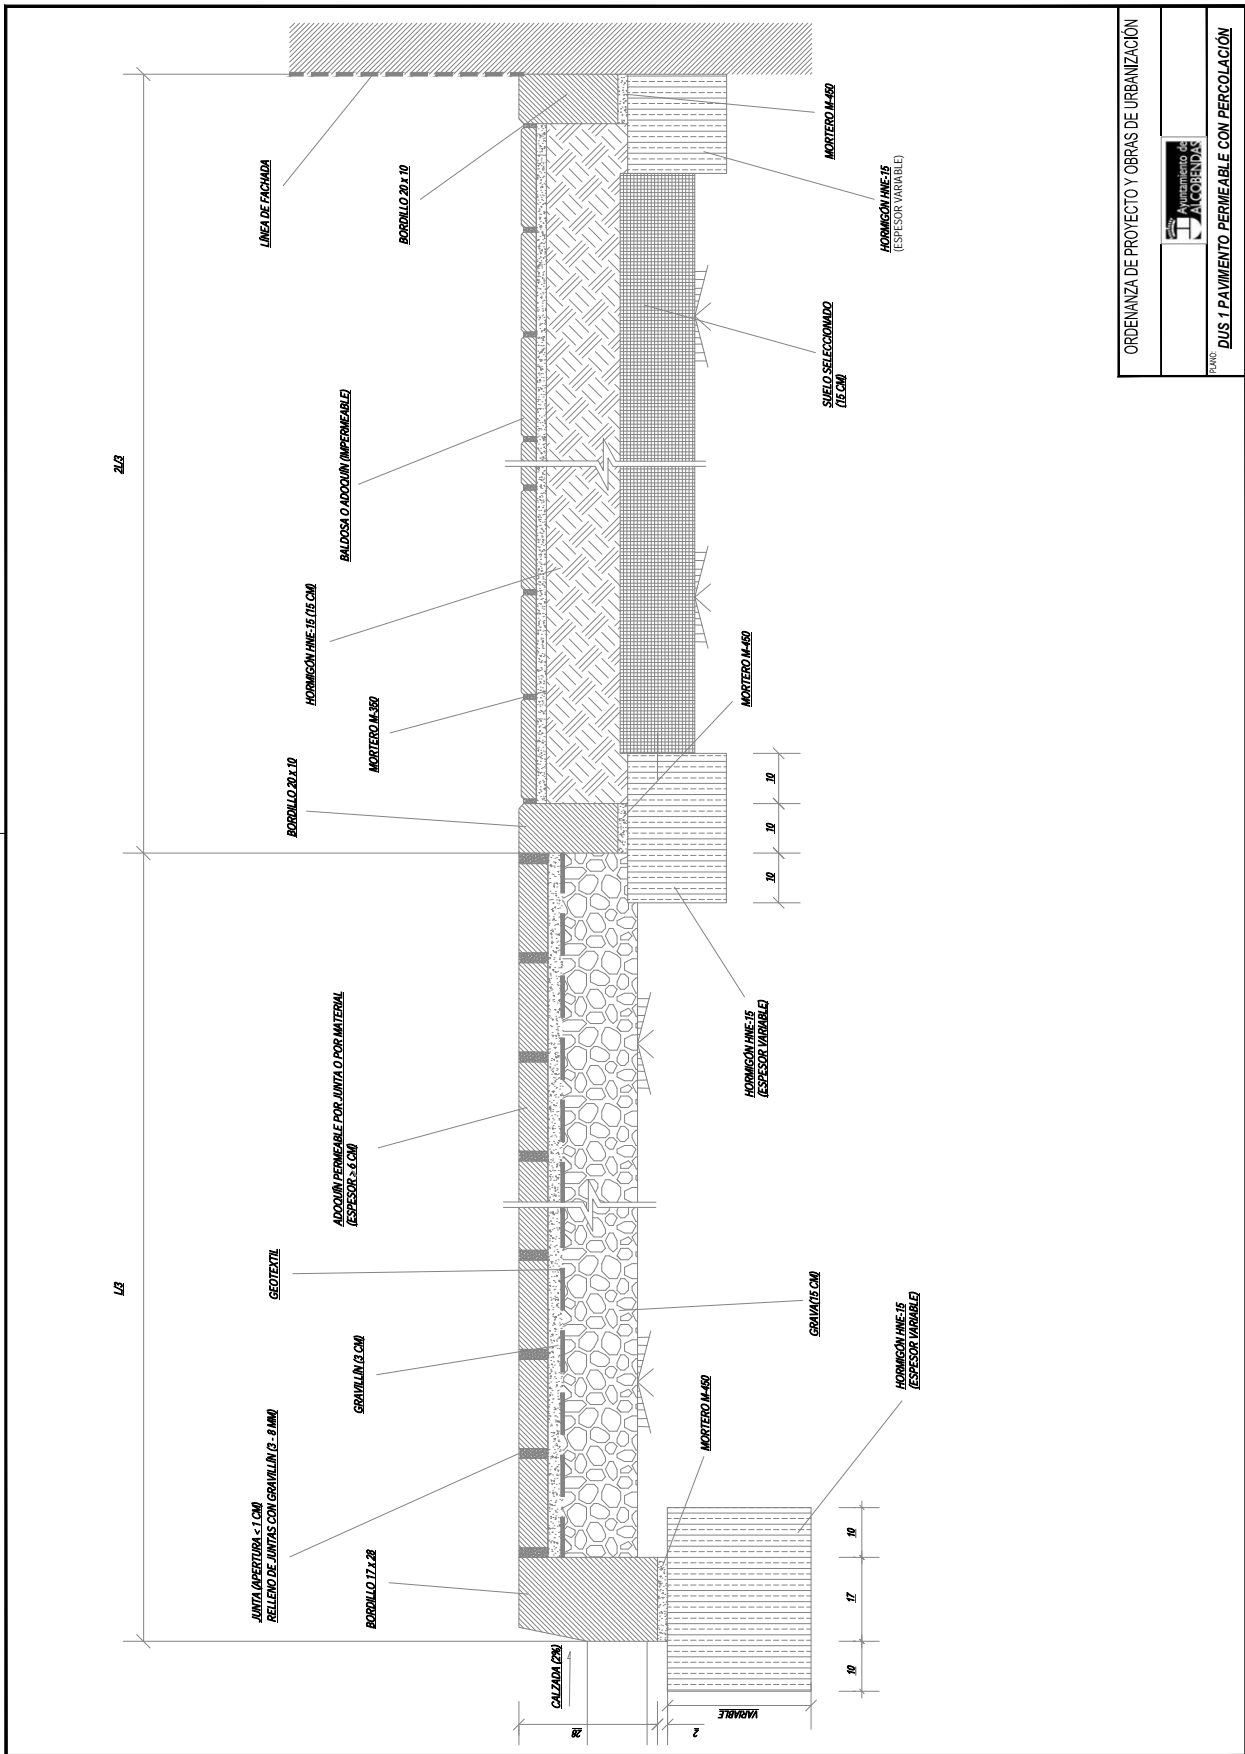 2L/3
L/3
LÍNEA DE FACHADA
BORDILLO 20 x 10
BALDOSA O ADOQUÍN (IMPERMEABLE)
HORMIGÓN HNE-15 (15 CM)
MORTERO M-350
BORDILLO 20 x 10
ADOQUÍN PERMEABLE POR JUNTA O POR MATERIAL
(ESPESOR ≥ 6 CM)
GEOTEXTIL
GRAVILLÍN (3 CM)
JUNTA (APERTURA < 1 CM)
RELLENO DE JUNTAS CON GRAVILLÍN (3 - 8 MM)
BORDILLO 17 x 28
CALZADA (2%)
28
2
VARIABLE
10
17
10
HORMIGÓN HNE-15
(ESPESOR VARIABLE)
MORTERO M-450
GRAVA (15 CM)
HORMIGÓN HNE-15
(ESPESOR VARIABLE)
10
10
10
MORTERO M-450
SUELO SELECCIONADO
(15 CM)
HORMIGÓN HNE-15
(ESPESOR VARIABLE)
MORTERO M-450
ORDENANZA DE PROYECTO Y OBRAS DE URBANIZACIÓN
Ayuntamiento de
ALCOBENDAS
PLANO:
DUS 1 PAVIMENTO PERMEABLE CON PERCOLACIÓN